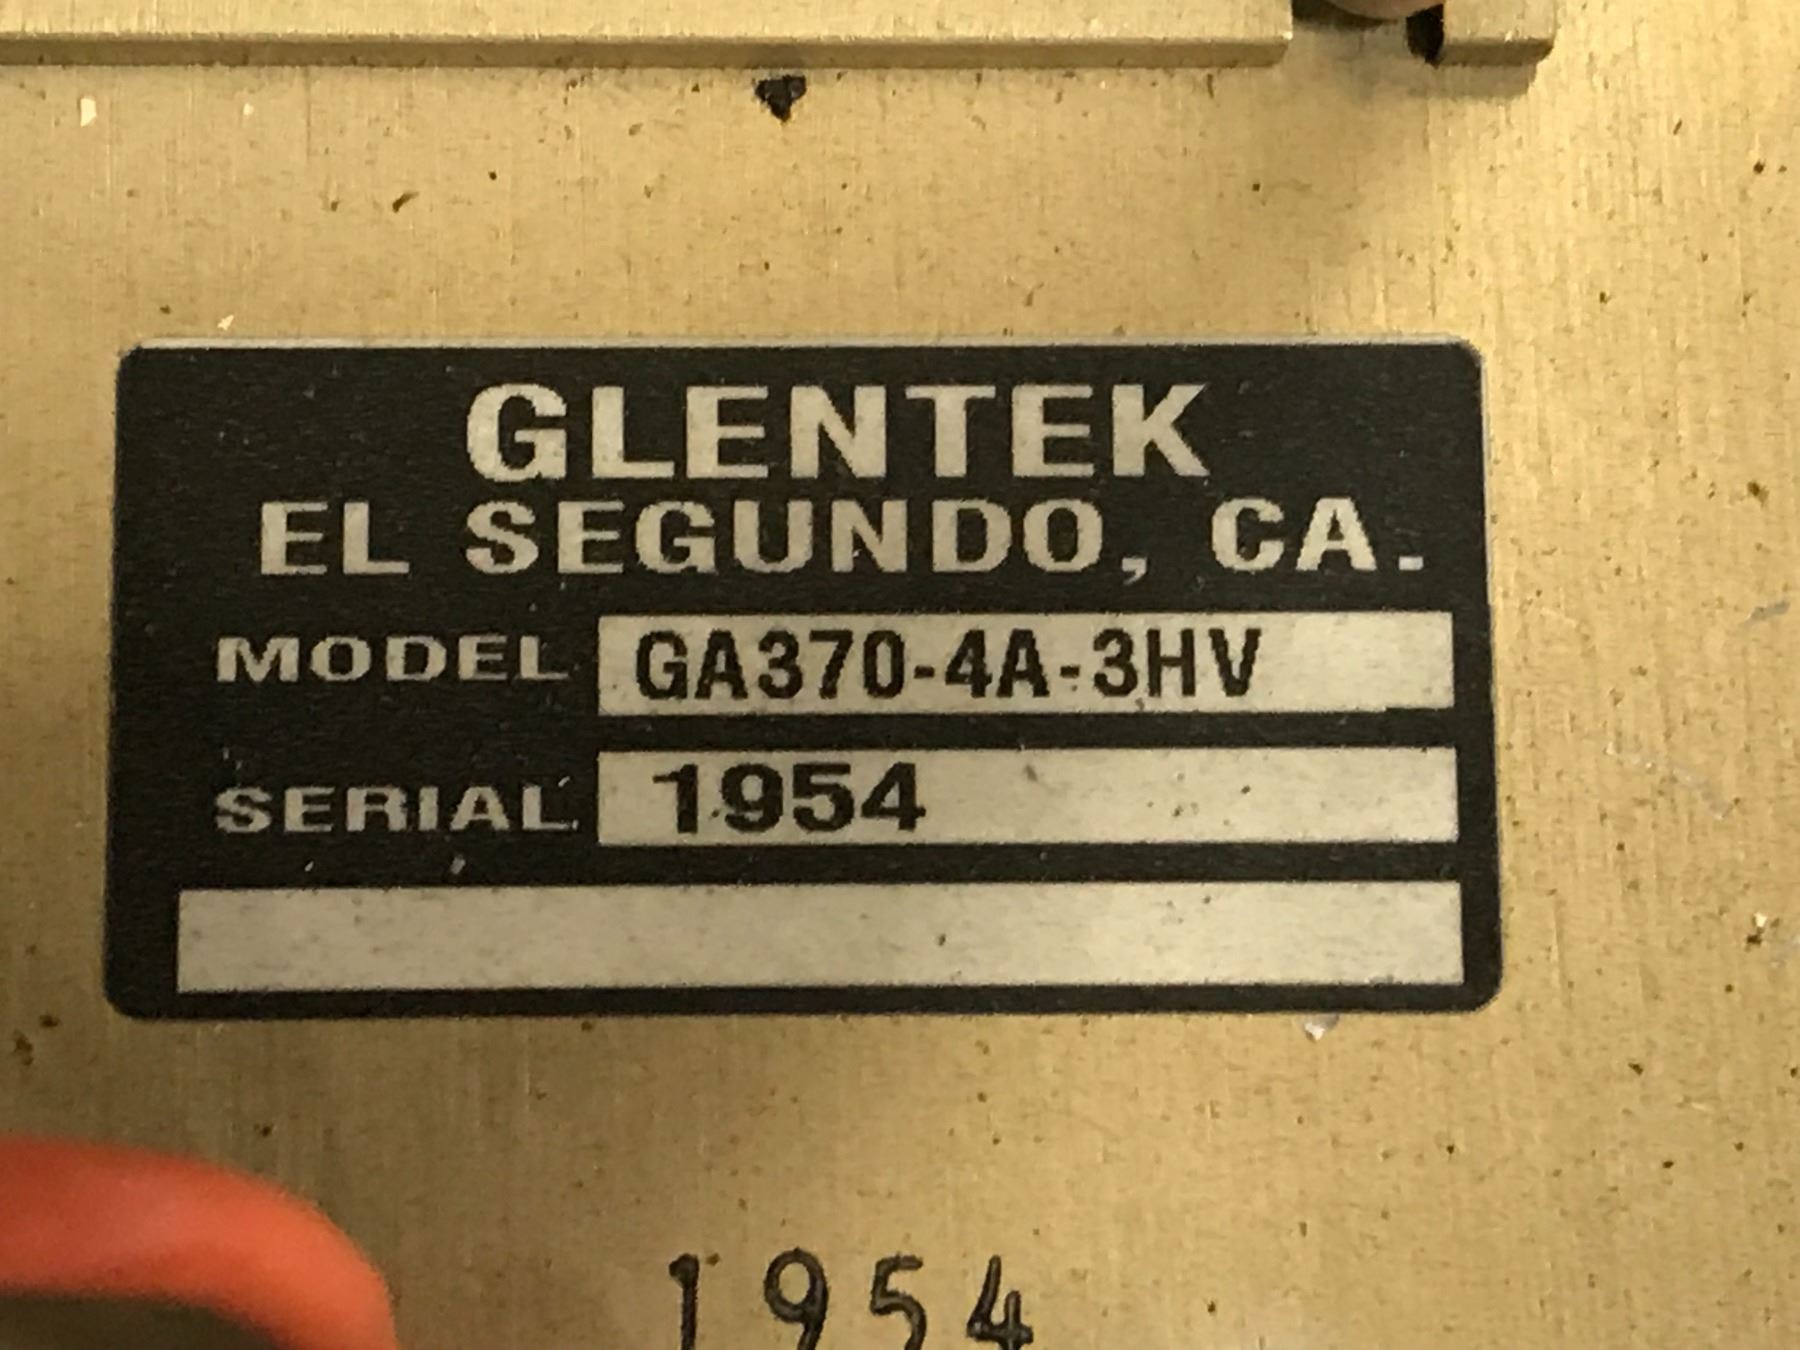 GLENTEK
EL SEGUNDO, CA.
MODEL GA370-4A-3HV
SERIAL 1954
1954